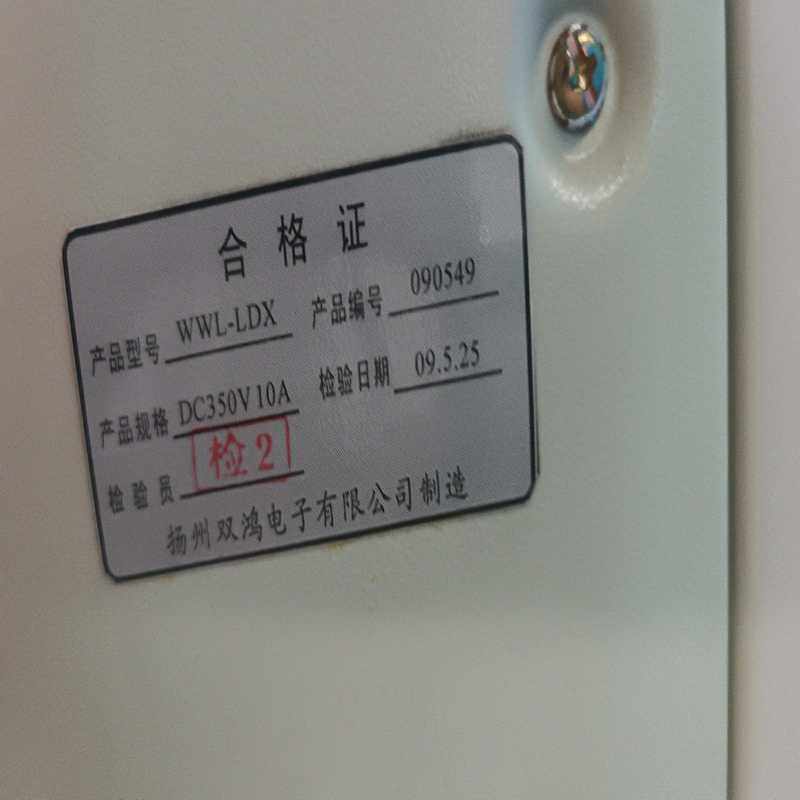 合格证
产品型号 WWL-LDX 产品编号 090549
产品规格 DC350V10A 检验日期 09.5.25
检验员 检2
扬州双鸿电子有限公司制造